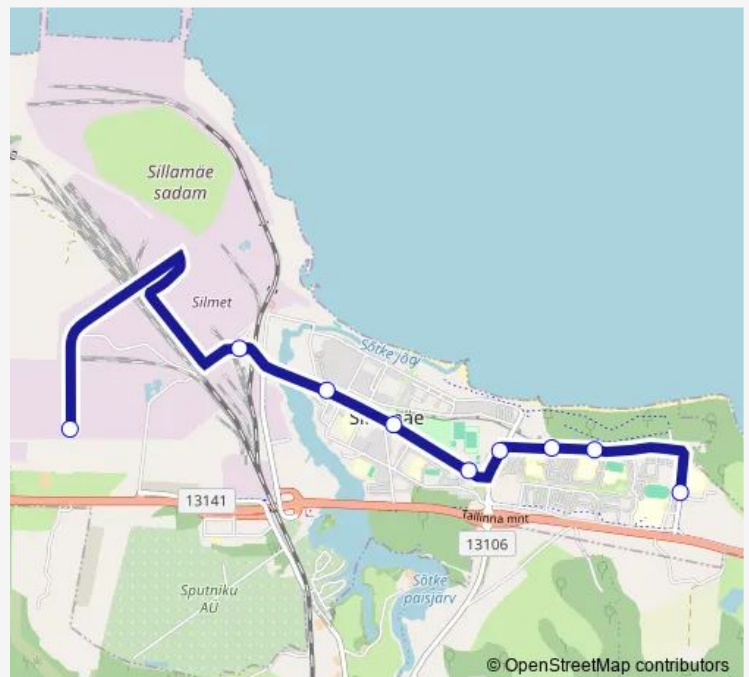 Sillamäe
sadam
Silmet
Sõtke jõgi
13141
Tallinna mnt
13106
Sputniku
AÜ
Sõtke
paisjärv
© OpenStreetMap contributors